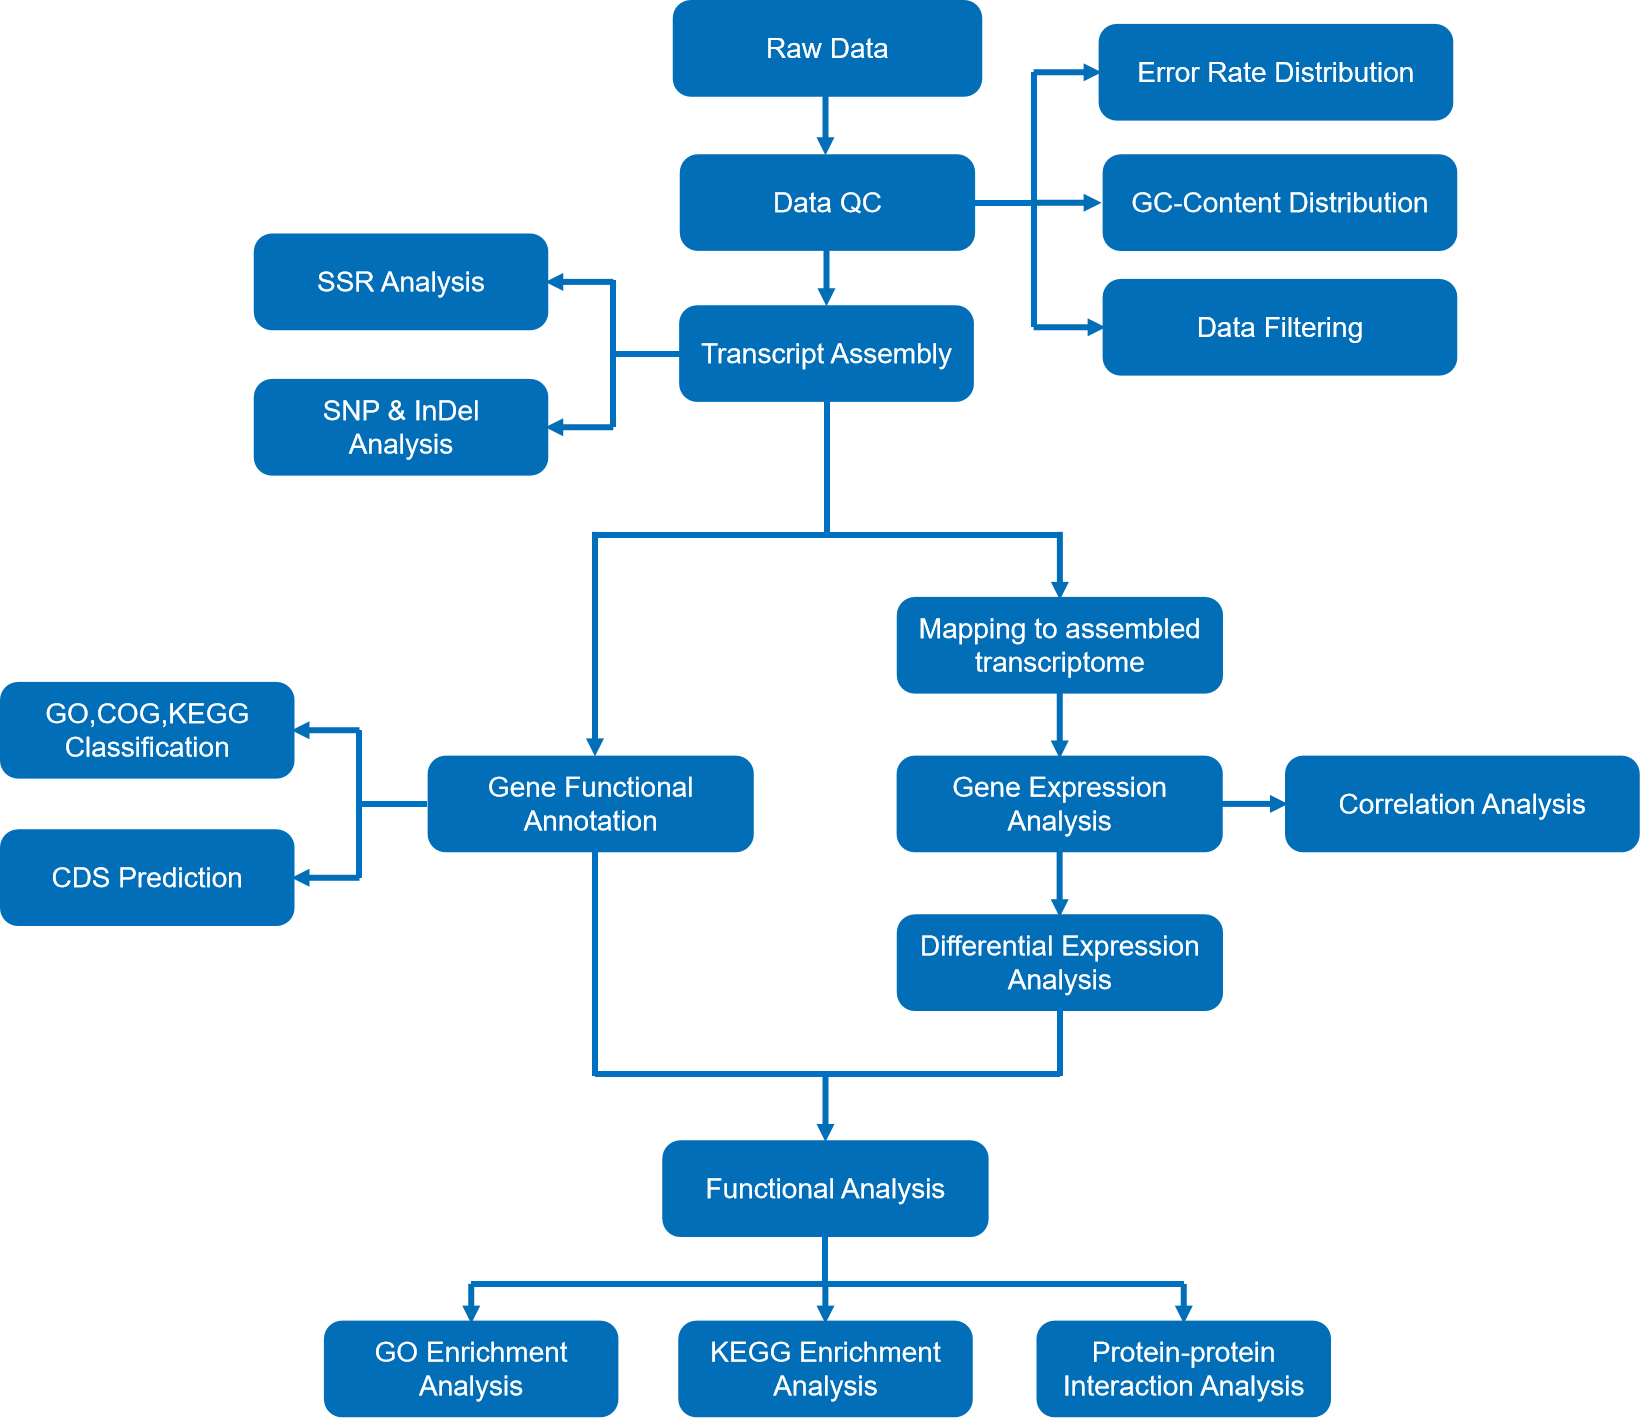 Raw Data
Error Rate Distribution
Data QC
GC-Content Distribution
SSR Analysis
Data Filtering
Transcript Assembly
SNP & InDel
Analysis
Mapping to assembled
transcriptome
GO,COG,KEGG
Classification
Gene Functional
Annotation
Gene Expression
Analysis
Correlation Analysis
CDS Prediction
Differential Expression
Analysis
Functional Analysis
GO Enrichment
Analysis
KEGG Enrichment
Analysis
Protein-protein
Interaction Analysis